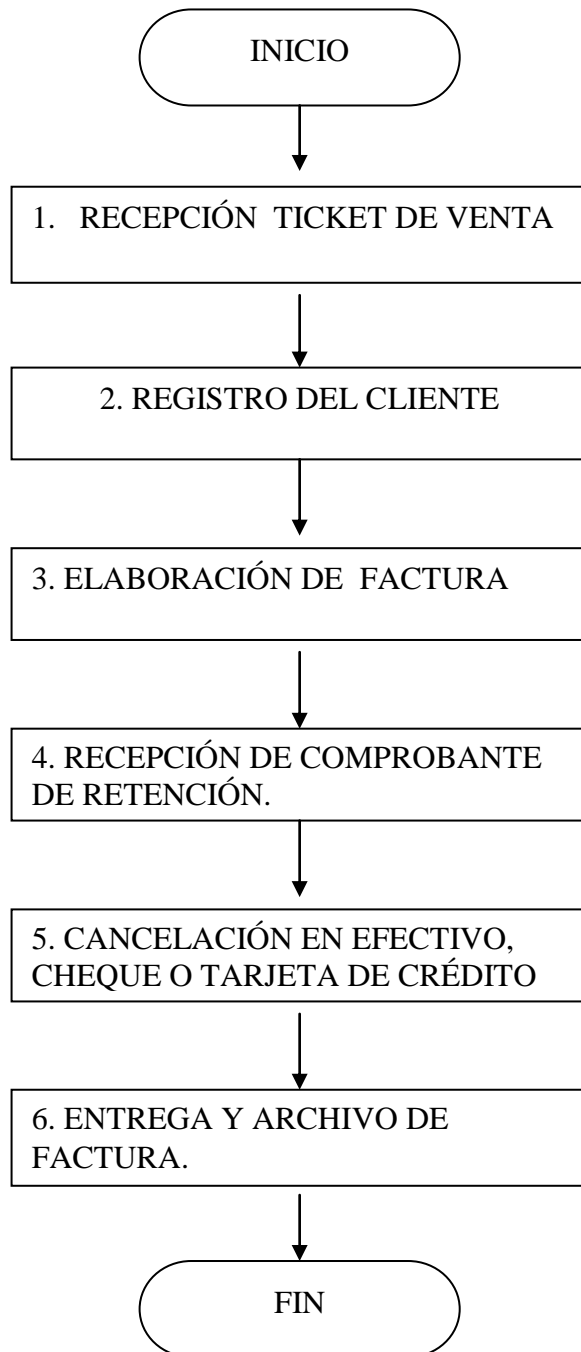 INICIO
1. RECEPCIÓN TICKET DE VENTA
2. REGISTRO DEL CLIENTE
3. ELABORACIÓN DE FACTURA
4. RECEPCIÓN DE COMPROBANTE
DE RETENCIÓN.
5. CANCELACIÓN EN EFECTIVO,
CHEQUE O TARJETA DE CRÉDITO
6. ENTREGA Y ARCHIVO DE
FACTURA.
FIN